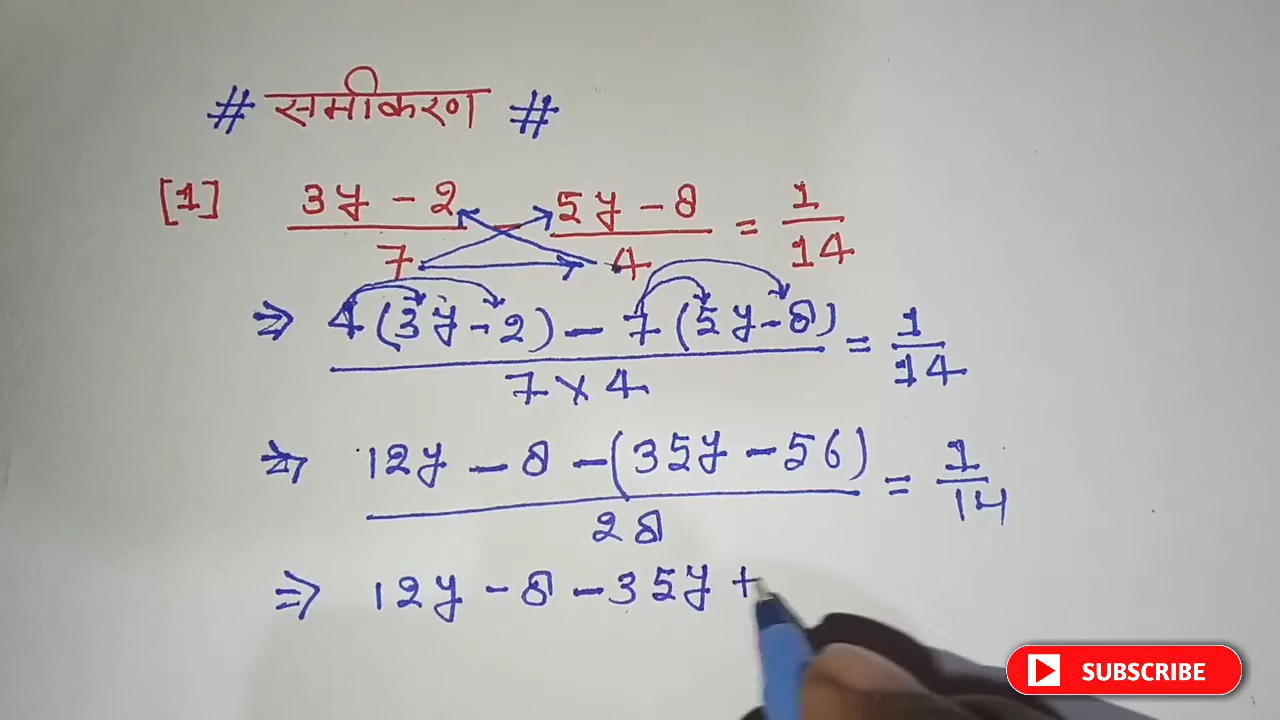 # समीकरण #
[1] 3y - 2 / 7 - 5y - 8 / 4 = 1 / 14
⇒ 4(3y - 2) - 7(5y - 8) / 7 × 4 = 1 / 14
⇒ 12y - 8 - (35y - 56) / 28 = 1 / 14
⇒ 12y - 8 - 35y +
SUBSCRIBE